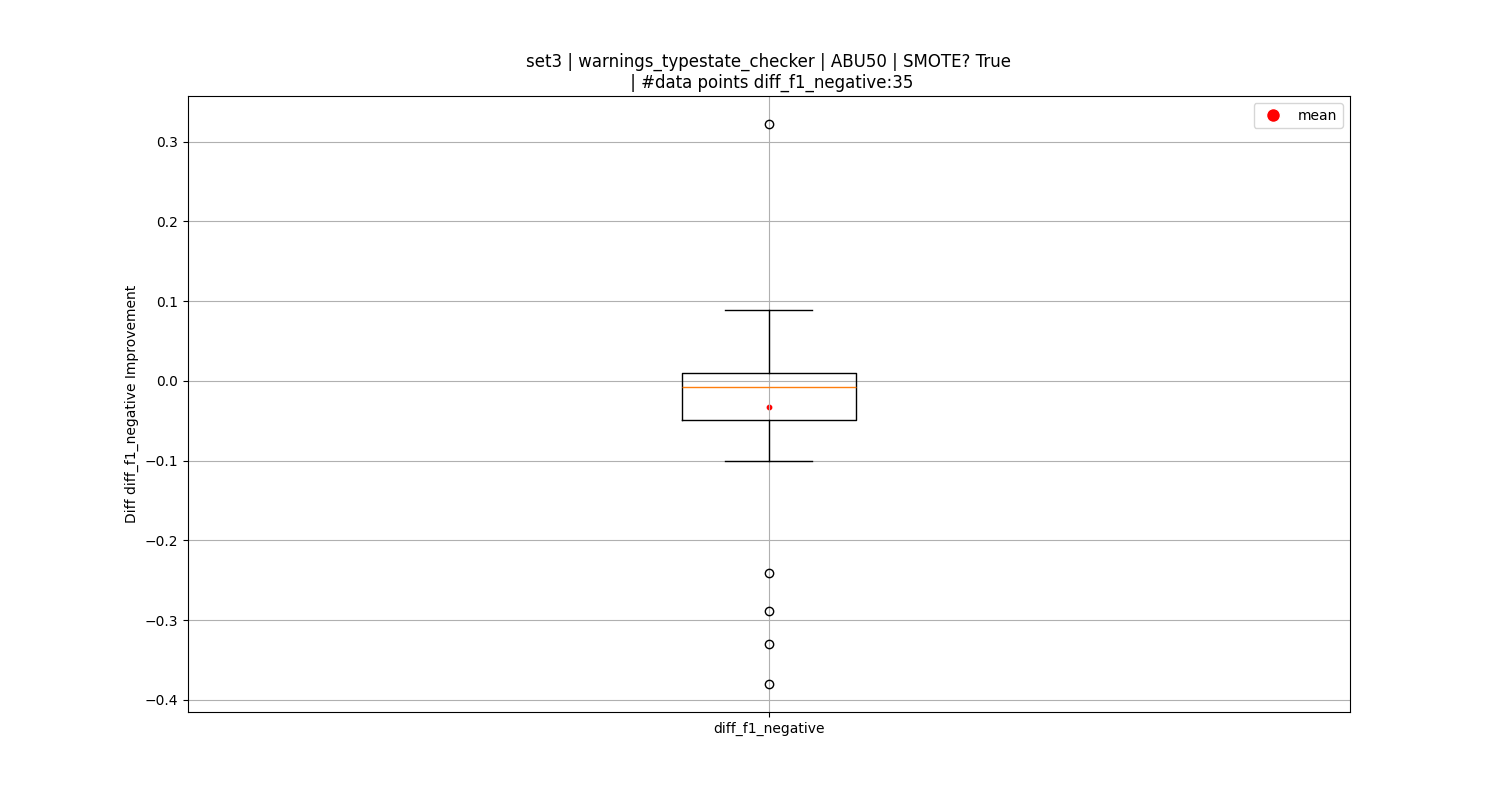 set3 | warnings_typestate_checker | ABU50 | SMOTE? True
| #data points diff_f1_negative:35
mean
0.3
0.2
0.1
0.0
−0.1
−0.2
−0.3
−0.4
Diff diff_f1_negative Improvement
diff_f1_negative